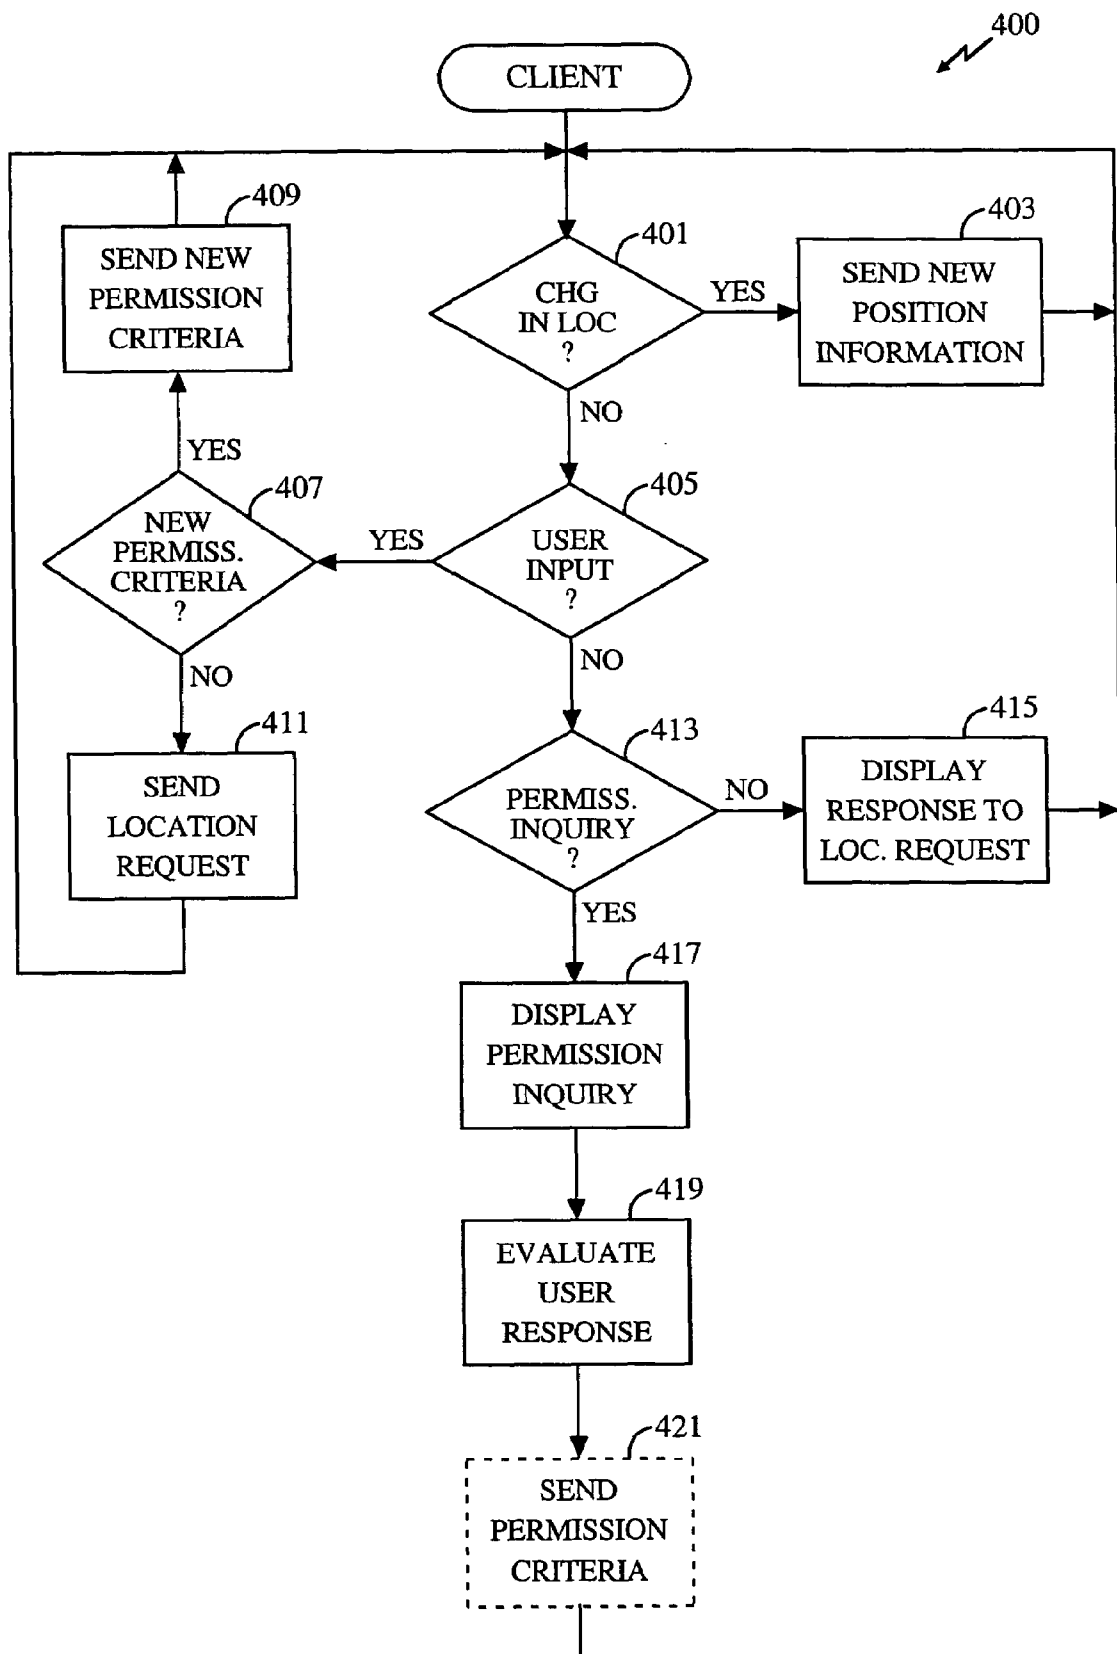 400
CLIENT
409
SEND NEW
PERMISSION
CRITERIA
401
CHG
IN LOC
?
YES
403
SEND NEW
POSITION
INFORMATION
NO
YES
407
NEW
PERMISS.
CRITERIA
?
YES
405
USER
INPUT
?
NO
NO
411
SEND
LOCATION
REQUEST
413
PERMISS.
INQUIRY
?
NO
415
DISPLAY
RESPONSE TO
LOC. REQUEST
YES
417
DISPLAY
PERMISSION
INQUIRY
419
EVALUATE
USER
RESPONSE
421
SEND
PERMISSION
CRITERIA